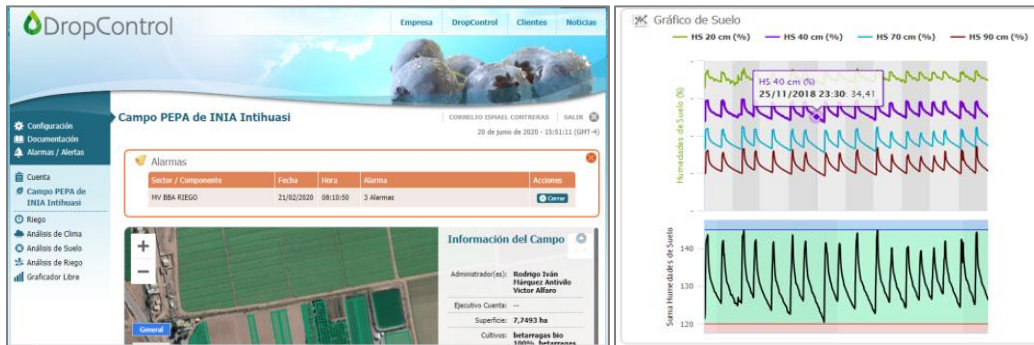 DropControl
Empresa DropControl Clientes Noticias
Configuración
Documentación
Alarmas / Alertas
Cuenta
Campo PEPA de
INIA Intihuasi
Riego
Análisis de Clima
Análisis de Suelo
Análisis de Riego
Graficador Libre
Campo PEPA de INIA Intihuasi
CORNELIO ISMAEL CONTRERAS SALIR
20 de junio de 2020 - 15:51:11 (GMT-4)
Alarmas
Sector / Componente Fecha Hora Alarma Acciones
MV BBA RIEGO 21/02/2020 08:10:50 3 Alarmas Cerrar
+
−
General
Información del Campo
Administrador(es): Rodrigo Iván
Márquez Antivilo
Victor Alfaro
Ejecutivo Cuenta: --
Superficie: 7,7493 ha
Cultivos: betarragas bio
100%, betarragas
Gráfico de Suelo
HS 20 cm (%) HS 40 cm (%) HS 70 cm (%) HS 90 cm (%)
Humedades de Suelo (%)
HS 40 cm (%)
25/11/2018 23:30: 34,41
Suma Humedades de Suelo
140
130
120